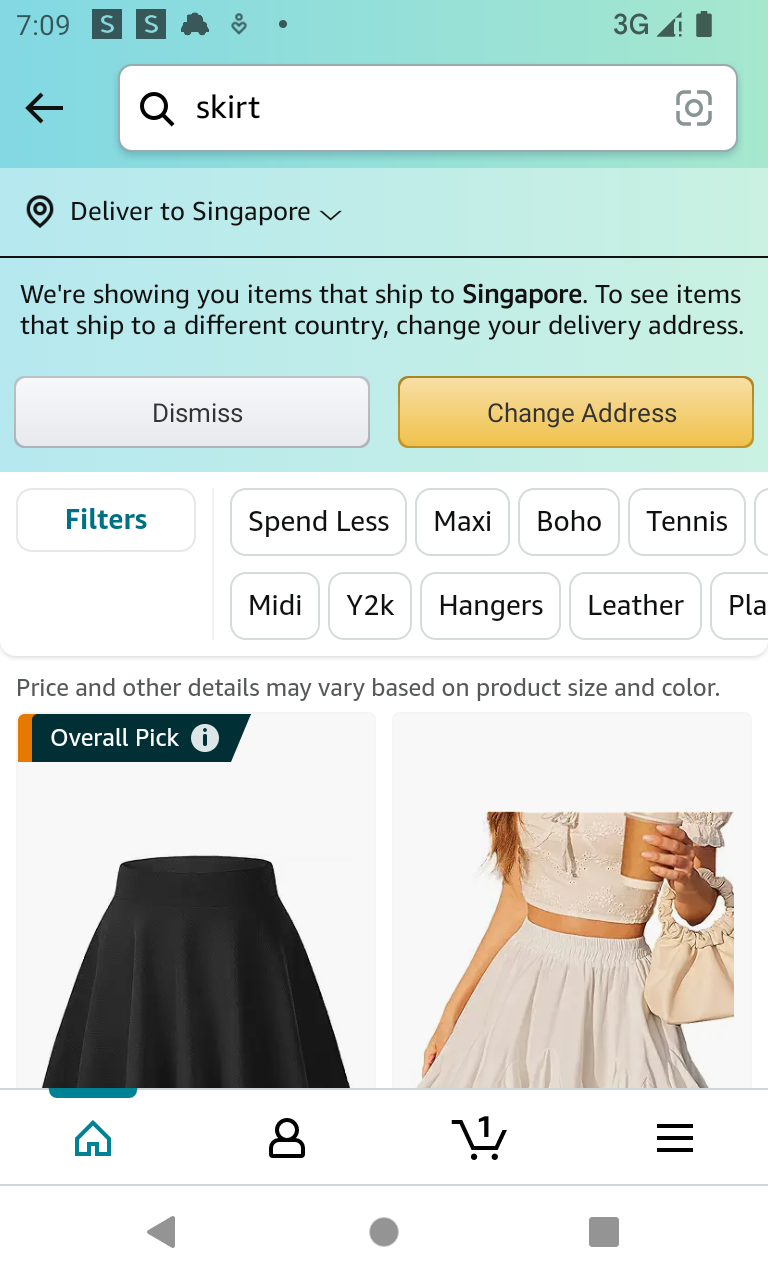 7:09 S S 3G
skirt
Deliver to Singapore
We're showing you items that ship to Singapore. To see items
that ship to a different country, change your delivery address.
Dismiss Change Address
Filters Spend Less Maxi Boho Tennis
Midi Y2k Hangers Leather Pla
Price and other details may vary based on product size and color.
Overall Pick
1